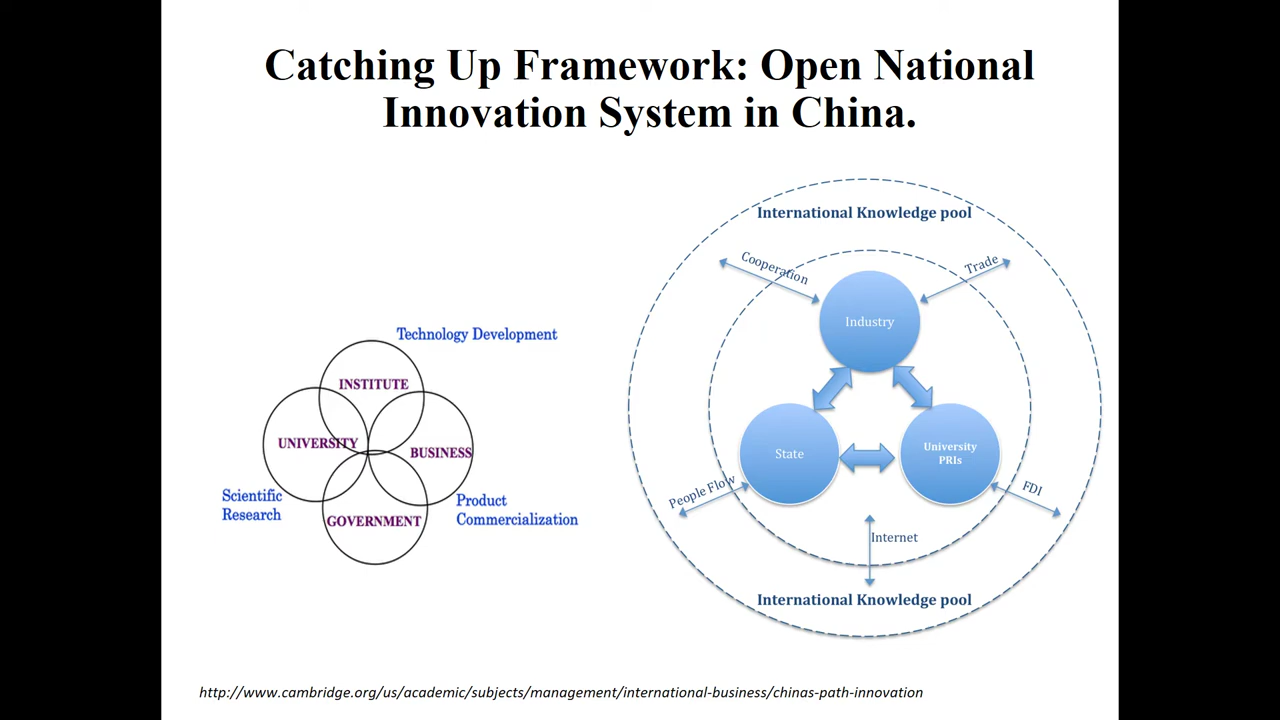 Catching Up Framework: Open National
Innovation System in China.
Technology Development
INSTITUTE
UNIVERSITY
BUSINESS
Scientific
Research
GOVERNMENT
Product
Commercialization
International Knowledge pool
Cooperation
Trade
Industry
State
University
PRIs
People Flow
FDI
Internet
International Knowledge pool
http://www.cambridge.org/us/academic/subjects/management/international-business/chinas-path-innovation